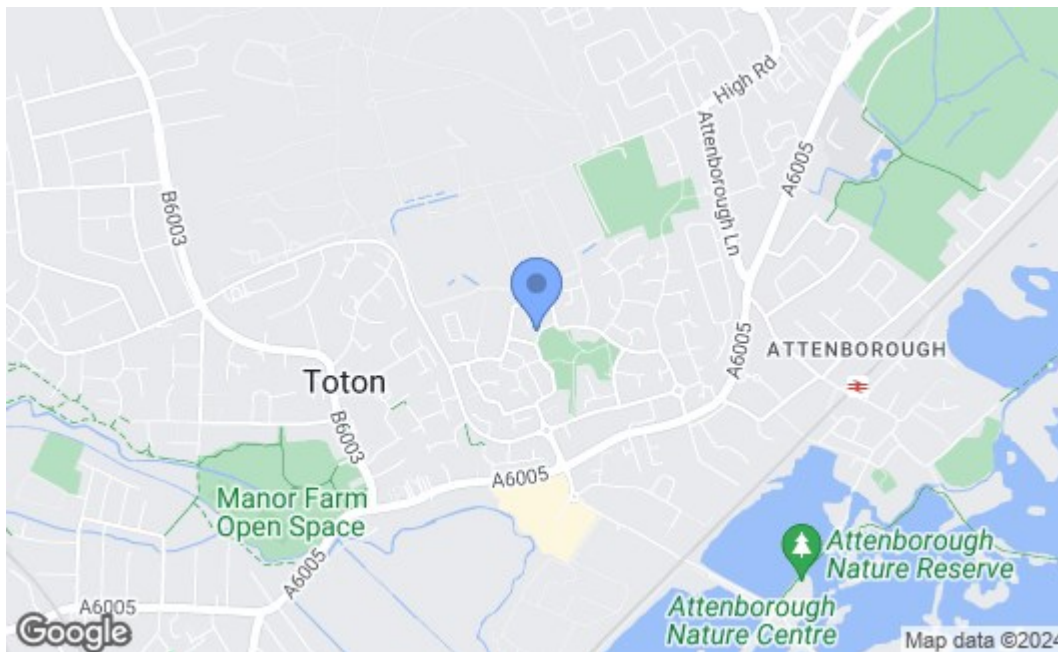 High Rd
Attenborough Ln
A6005
B6003
A6005
ATTENBOROUGH
Toton
B6003
A6005
Manor Farm
Open Space
A6005
Attenborough
Nature Reserve
Attenborough
Nature Centre
A6005
Google
Map data ©2024